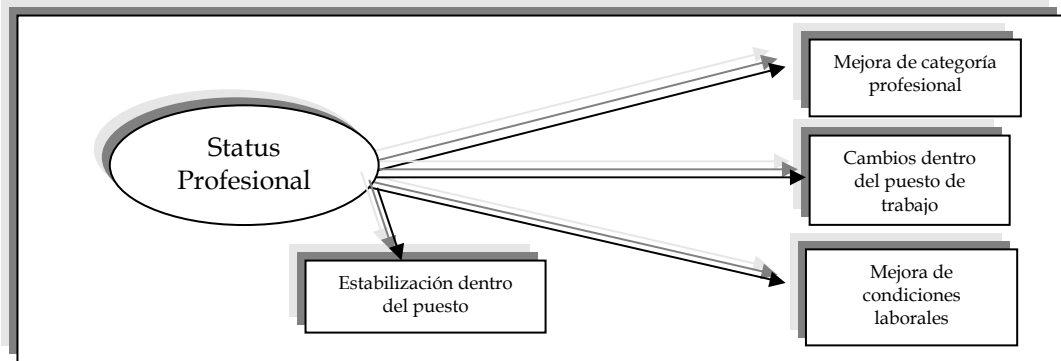 Status
Profesional
Mejora de categoría
profesional
Cambios dentro
del puesto de
trabajo
Mejora de
condiciones
laborales
Estabilización dentro
del puesto